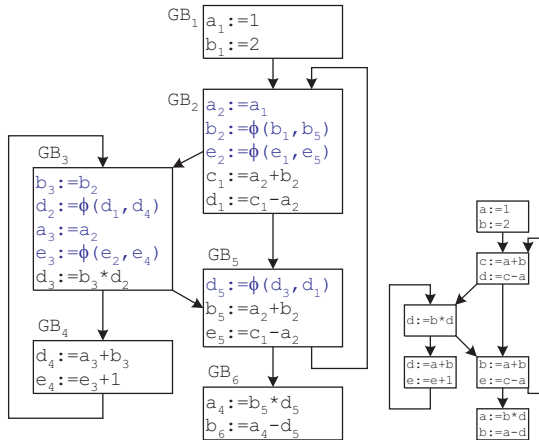 GB₁
a₁:=1
b₁:=2
GB₂
a₂:=a₁
b₂:=ϕ(b₁,b₅)
e₂:=ϕ(e₁,e₅)
c₁:=a₂+b₂
d₁:=c₁-a₂
GB₃
b₃:=b₂
d₂:=ϕ(d₁,d₄)
a₃:=a₂
e₃:=ϕ(e₂,e₄)
d₃:=b₃*d₂
GB₄
d₄:=a₃+b₃
e₄:=e₃+1
GB₅
d₅:=ϕ(d₃,d₁)
b₅:=a₂+b₂
e₅:=c₁-a₂
GB₆
a₄:=b₅*d₅
b₆:=a₄-d₅
a:=1
b:=2
c:=a+b
d:=c-a
d:=b*d
d:=a+b
e:=e+1
b:=a+b
e:=c-a
a:=b*d
b:=a-d